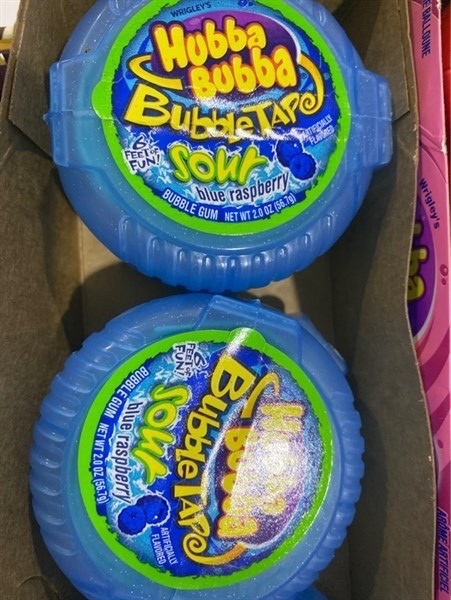 WRIGLEY'S
Hubba
Bubba
BubbleTAPE
ARTIFICIALLY
FLAVORED
6
FEET OF
FUN!
SOUR
blue raspberry
BUBBLE GUM NET WT 2.0 OZ (56.7g)
Wrigley's
6
FEET OF
FUN!
Hubba
Bubba
BubbleTAPE
SOUR
blue raspberry
BUBBLE GUM NET WT 2.0 OZ (56.7g)
ARTIFICIALLY
FLAVORED